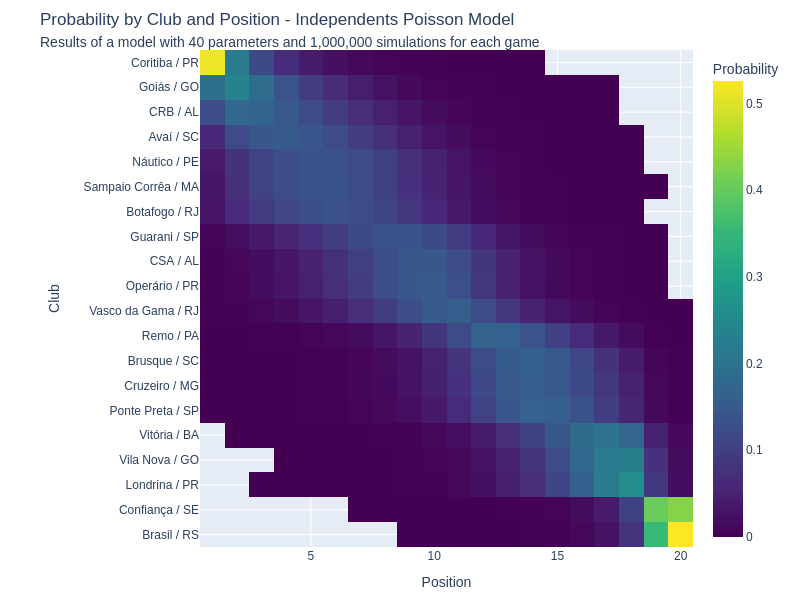 Probability by Club and Position - Independents Poisson Model
Results of a model with 40 parameters and 1,000,000 simulations for each game
Probability
Coritiba / PR
Goiás / GO
CRB / AL
Avaí / SC
Náutico / PE
Sampaio Corrêa / MA
Botafogo / RJ
Guarani / SP
CSA / AL
Operário / PR
Vasco da Gama / RJ
Remo / PA
Brusque / SC
Cruzeiro / MG
Ponte Preta / SP
Vitória / BA
Vila Nova / GO
Londrina / PR
Confiança / SE
Brasil / RS
Club
5
10
15
20
Position
0.5
0.4
0.3
0.2
0.1
0